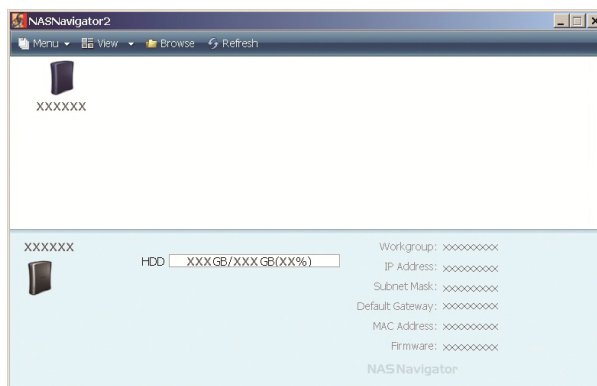 NASNavigator2
Menu View Browse Refresh
XXXXXX
XXXXXX
HDD XXXGB/XXXGB(XX%)
Workgroup: xxxxxxxxx
IP Address: xxxxxxxxx
Subnet Mask: xxxxxxxxx
Default Gateway: xxxxxxxxx
MAC Address: xxxxxxxxx
Firmware: xxxxxxxxx
NAS Navigator